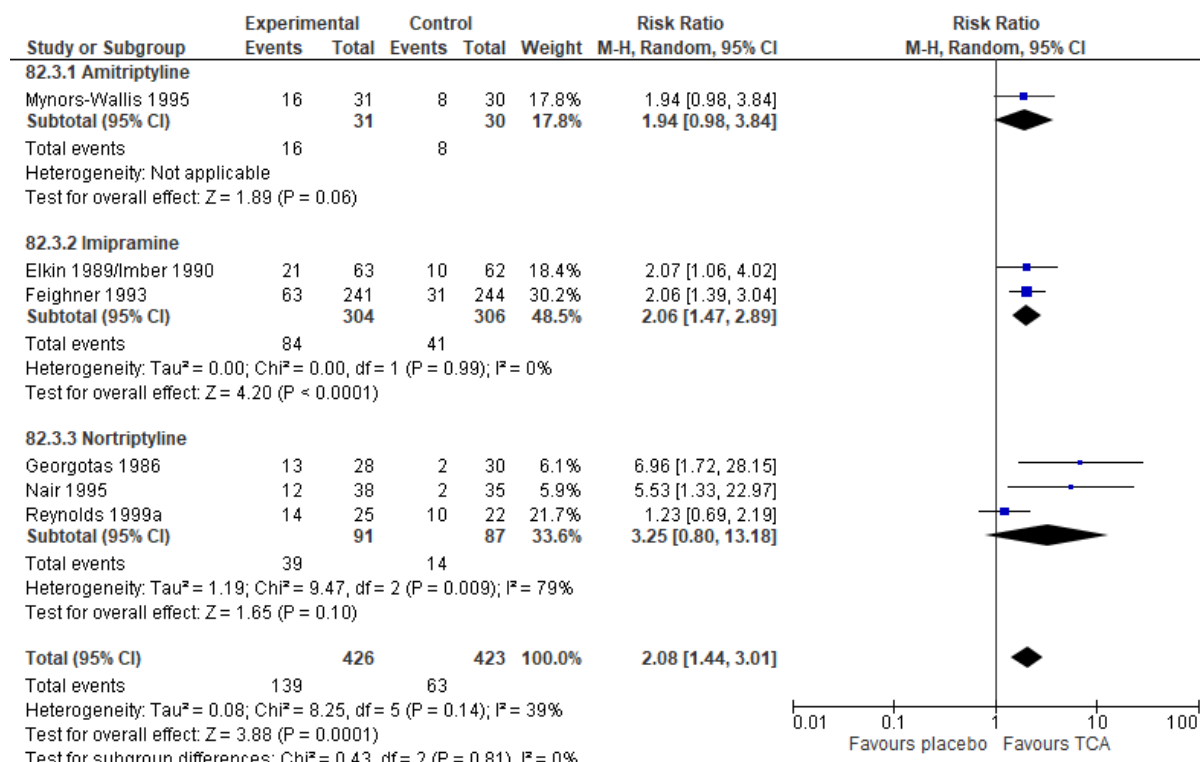 Experimental Control Risk Ratio Risk Ratio
Study or Subgroup Events Total Events Total Weight M-H, Random, 95% CI M-H, Random, 95% CI
82.3.1 Amitriptyline
Mynors-Wallis 1995 16 31 8 30 17.8% 1.94 [0.98, 3.84]
Subtotal (95% CI) 31 30 17.8% 1.94 [0.98, 3.84]
Total events 16 8
Heterogeneity: Not applicable
Test for overall effect: Z = 1.89 (P = 0.06)
82.3.2 Imipramine
Elkin 1989/Imber 1990 21 63 10 62 18.4% 2.07 [1.06, 4.02]
Feighner 1993 63 241 31 244 30.2% 2.06 [1.39, 3.04]
Subtotal (95% CI) 304 306 48.5% 2.06 [1.47, 2.89]
Total events 84 41
Heterogeneity: Tau² = 0.00; Chi² = 0.00, df = 1 (P = 0.99); I² = 0%
Test for overall effect: Z = 4.20 (P < 0.0001)
82.3.3 Nortriptyline
Georgotas 1986 13 28 2 30 6.1% 6.96 [1.72, 28.15]
Nair 1995 12 38 2 35 5.9% 5.53 [1.33, 22.97]
Reynolds 1999a 14 25 10 22 21.7% 1.23 [0.69, 2.19]
Subtotal (95% CI) 91 87 33.6% 3.25 [0.80, 13.18]
Total events 39 14
Heterogeneity: Tau² = 1.19; Chi² = 9.47, df = 2 (P = 0.009); I² = 79%
Test for overall effect: Z = 1.65 (P = 0.10)
Total (95% CI) 426 423 100.0% 2.08 [1.44, 3.01]
Total events 139 63
Heterogeneity: Tau² = 0.08; Chi² = 8.25, df = 5 (P = 0.14); I² = 39%
Test for overall effect: Z = 3.88 (P = 0.0001)
Test for subgroup differences: Chi² = 0.43, df = 2 (P = 0.81), I² = 0%
0.01 0.1 1 10 100
Favours placebo Favours TCA